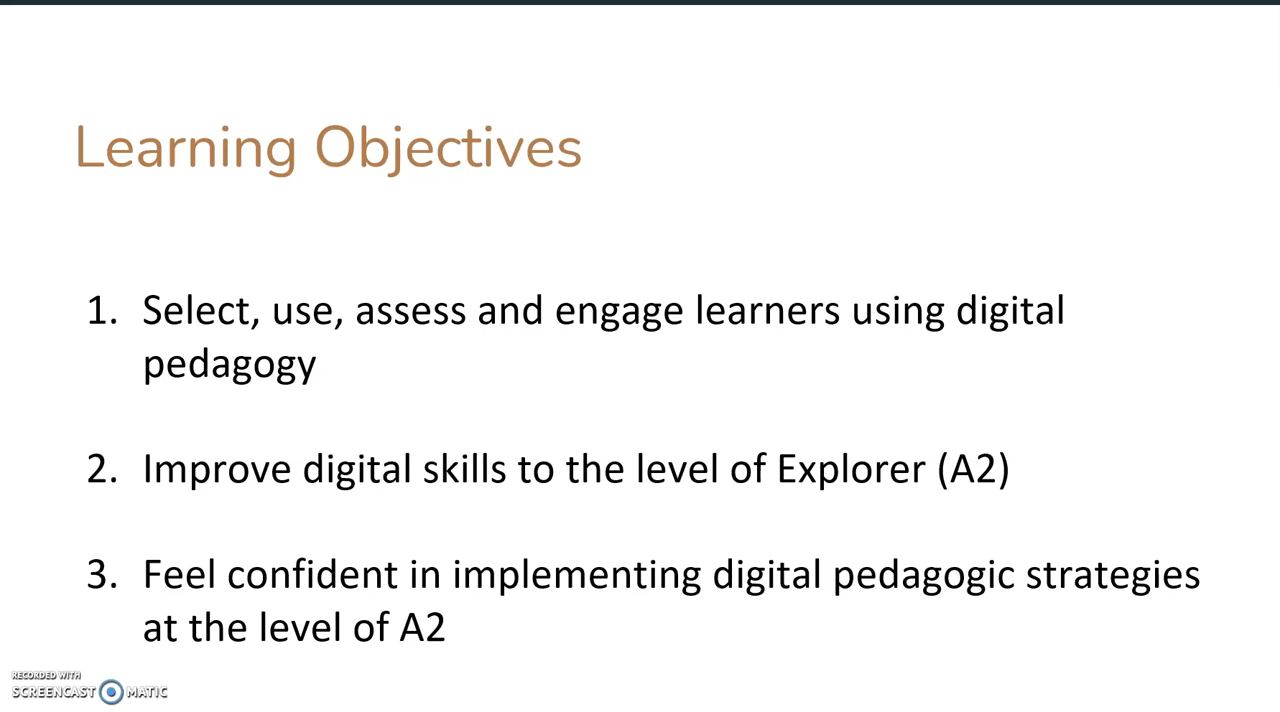 Learning Objectives
1. Select, use, assess and engage learners using digital
pedagogy
2. Improve digital skills to the level of Explorer (A2)
3. Feel confident in implementing digital pedagogic strategies
at the level of A2
RECORDED WITH
SCREENCAST MATIC